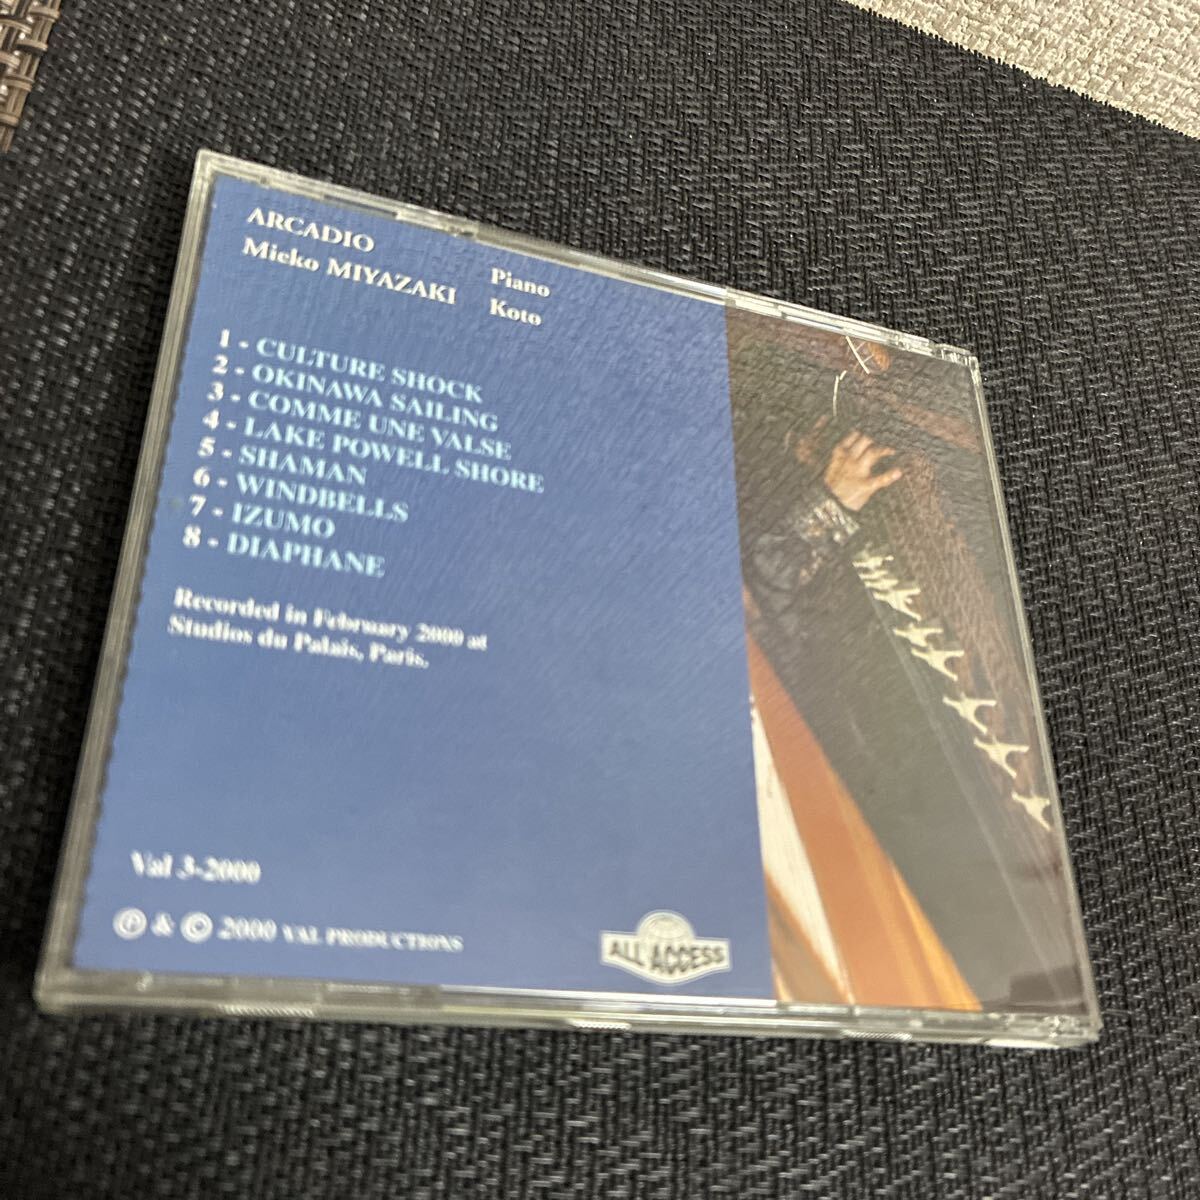 ARCADIO Piano
Mieko MIYAZAKI Koto
1 - CULTURE SHOCK
2 - OKINAWA SAILING
3 - COMME UNE VALSE
4 - LAKE POWELL SHORE
5 - SHAMAN
6 - WINDBELLS
7 - IZUMO
8 - DIAPHANE
Recorded in February 2000 at
Studios du Palais, Paris.
Val 3-2000
℗ & © 2000 VAL PRODUCTIONS
ALL ACCESS